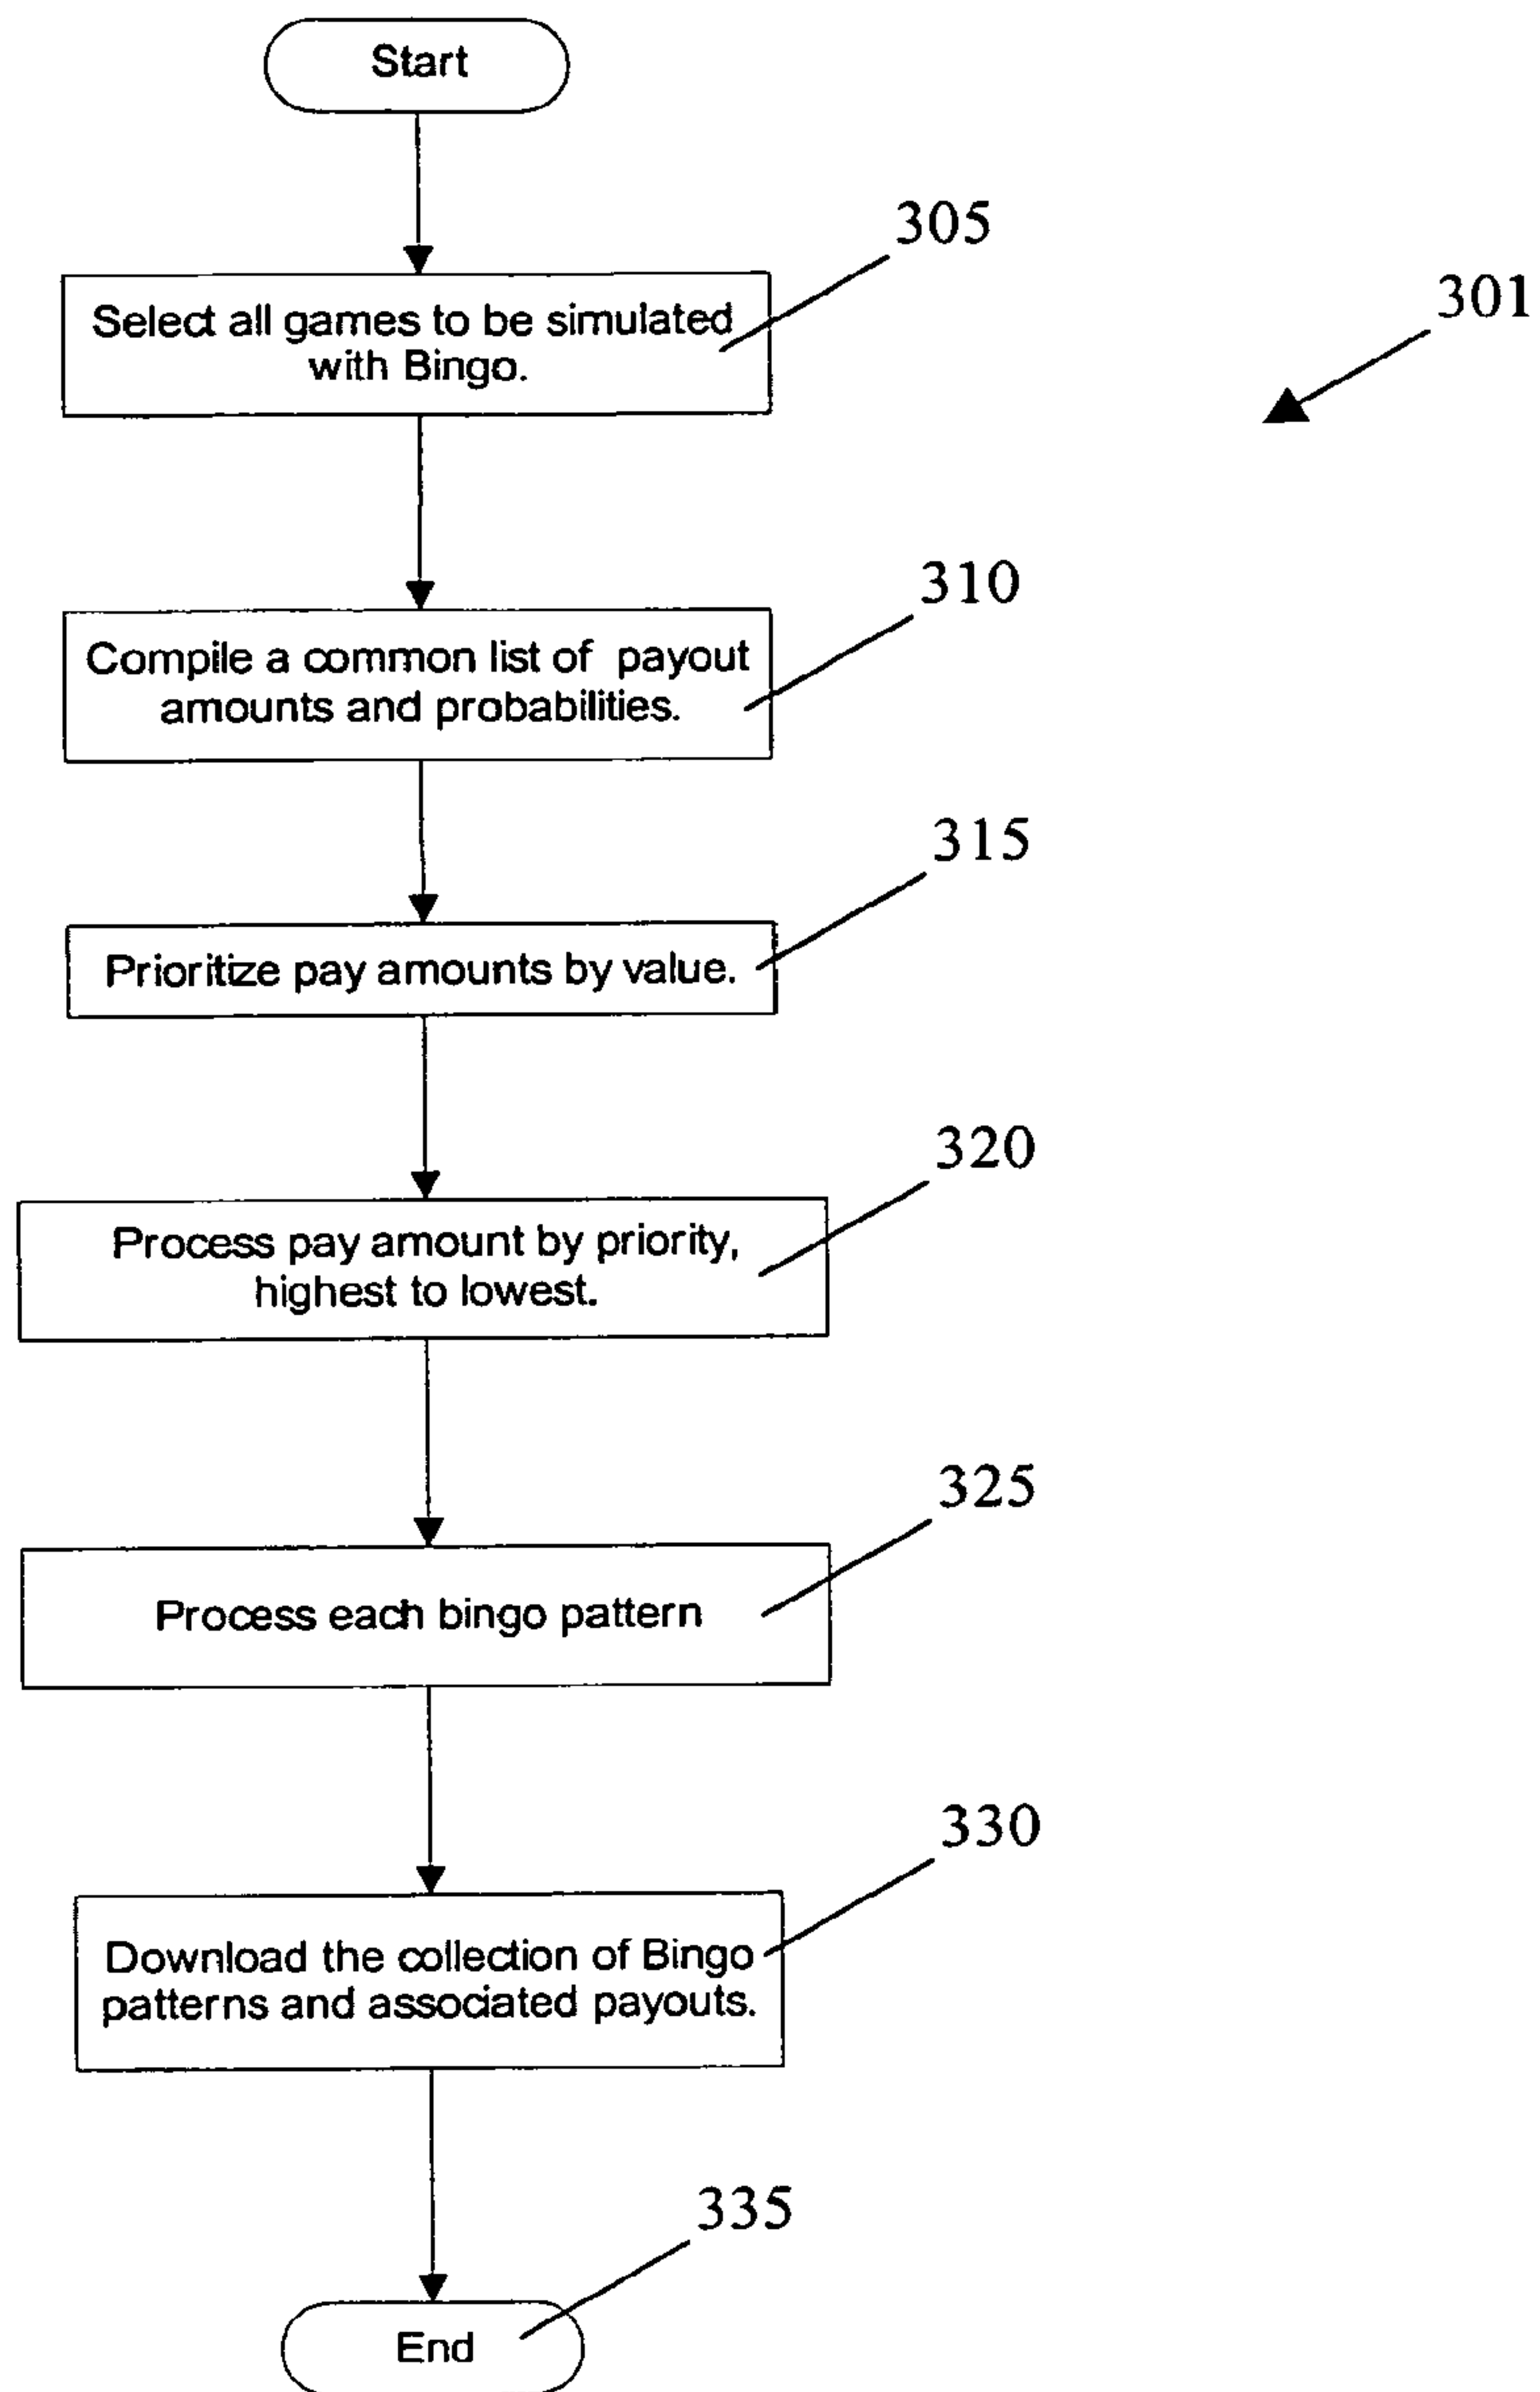 Start
305
301
Select all games to be simulated
with Bingo.
310
Compile a common list of payout
amounts and probabilities.
315
Prioritize pay amounts by value.
320
Process pay amount by priority,
highest to lowest.
325
Process each bingo pattern
330
Download the collection of Bingo
patterns and associated payouts.
335
End